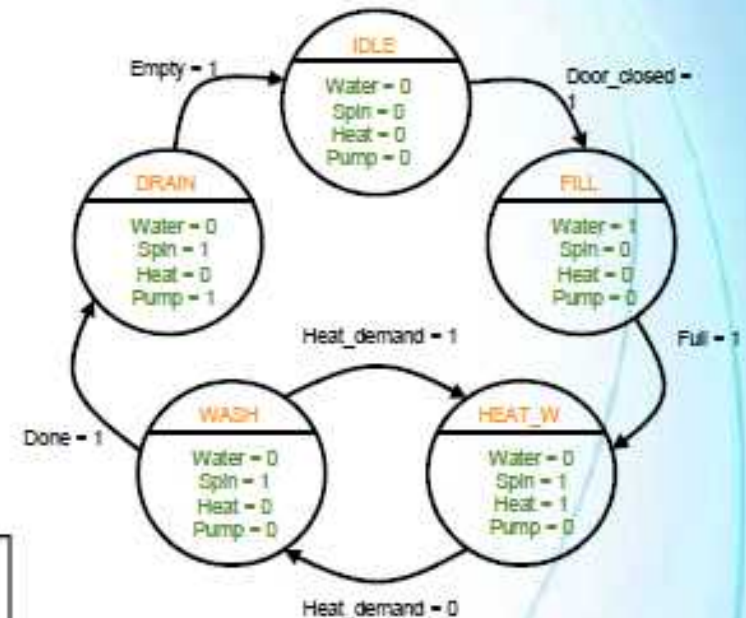 IDLE
Water = 0
Spin = 0
Heat = 0
Pump = 0
Empty = 1
Door_closed =
1
DRAIN
Water = 0
Spin = 1
Heat = 0
Pump = 1
FILL
Water = 1
Spin = 0
Heat = 0
Pump = 0
Heat_demand = 1
Full = 1
Done = 1
WASH
Water = 0
Spin = 1
Heat = 0
Pump = 0
HEAT_W
Water = 0
Spin = 1
Heat = 1
Pump = 0
Heat_demand = 0